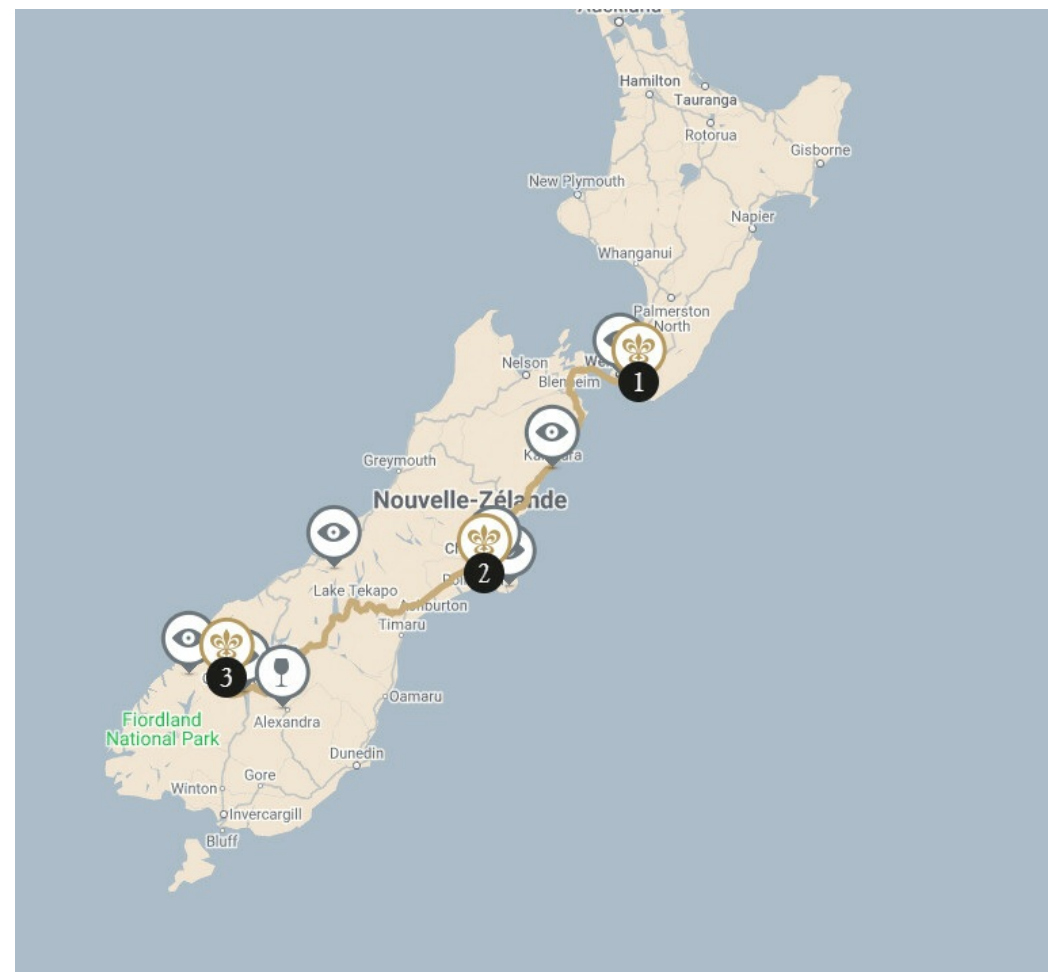 Hamilton
Tauranga
Rotorua
Gisborne
New Plymouth
Napier
Whanganui
Palmerston
North
Nelson
1
Greymouth
Nouvelle-Zélande
2
Lake Tekapo
Timaru
3
Oamaru
Alexandra
Fiordland
National Park
Dunedin
Gore
Winton
Invercargill
Bluff